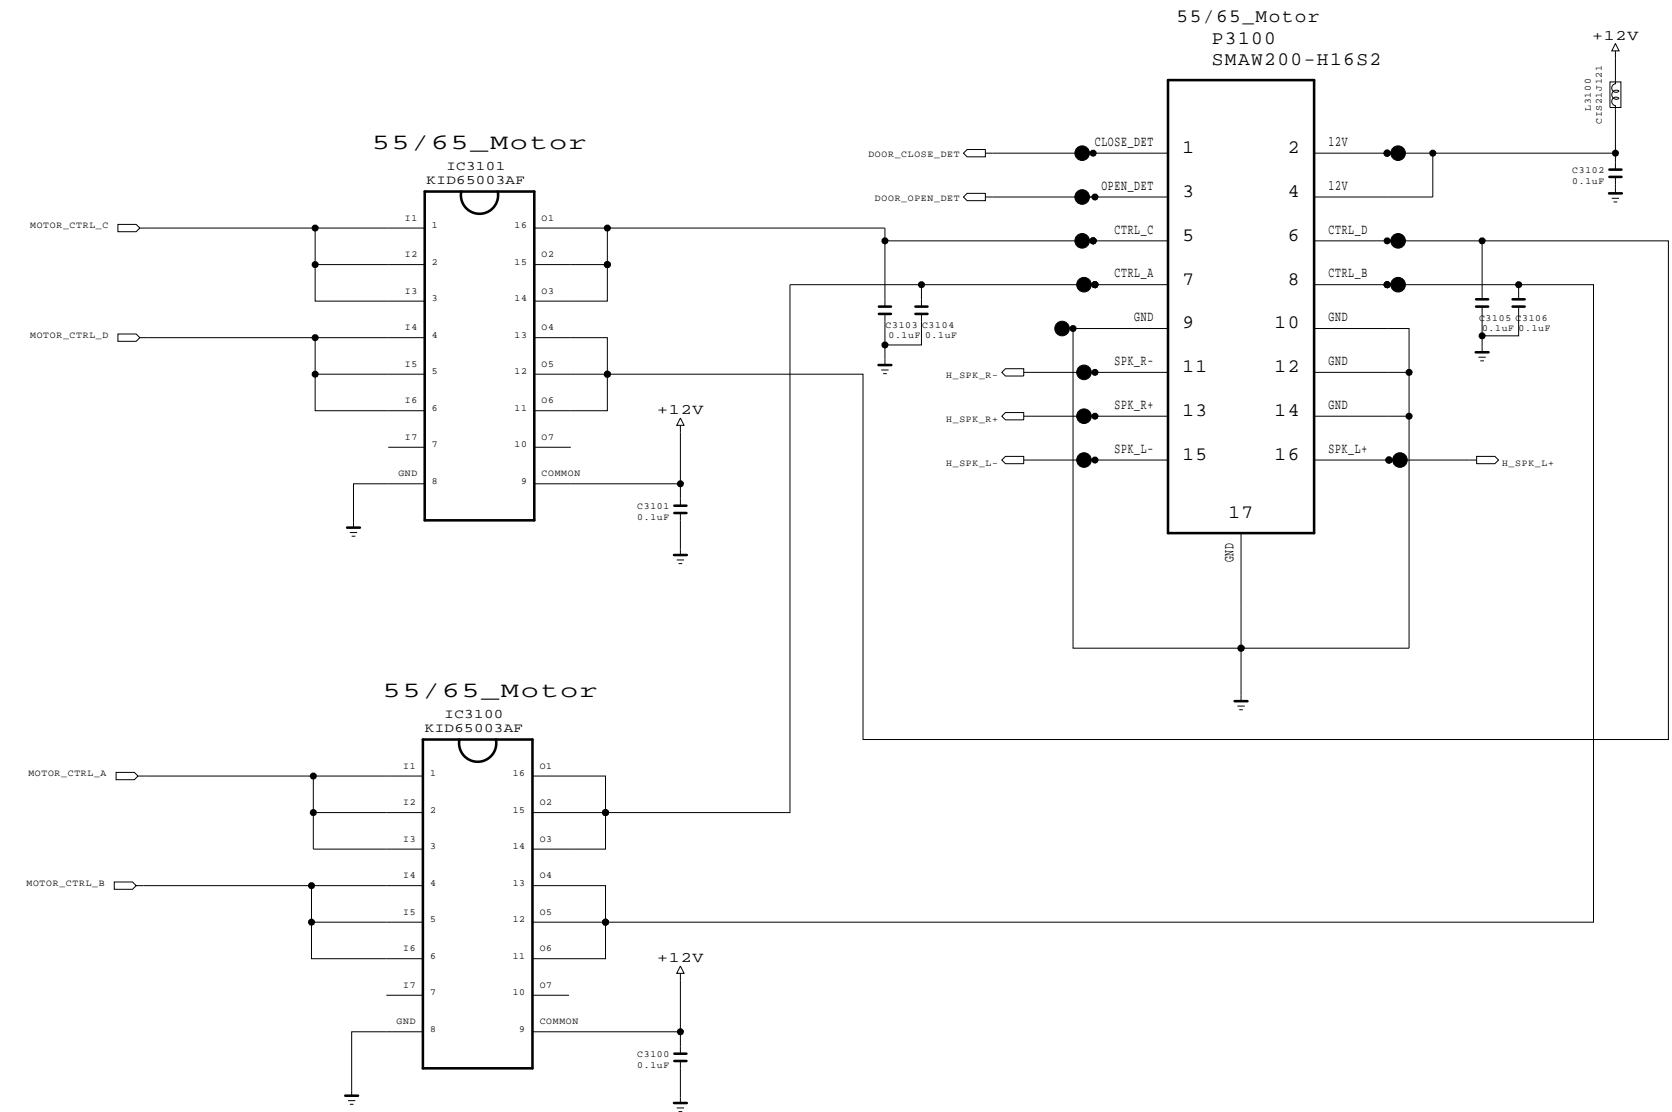 55/65_Motor
P3100
SMAW200-H16S2
+12V
L3100
CIS21J121
DOOR_CLOSE_DET
CLOSE_DET
1
2
12V
C3102
0.1uF
DOOR_OPEN_DET
OPEN_DET
3
4
12V
CTRL_C
5
6
CTRL_D
CTRL_A
7
8
CTRL_B
C3103
0.1uF
C3104
0.1uF
GND
9
10
GND
C3105
0.1uF
C3106
0.1uF
H_SPK_R-
SPK_R-
11
12
GND
H_SPK_R+
SPK_R+
13
14
GND
H_SPK_L-
SPK_L-
15
16
SPK_L+
H_SPK_L+
17
GND
55/65_Motor
IC3101
KID65003AF
MOTOR_CTRL_C
I1
1
16
O1
I2
2
15
O2
I3
3
14
O3
MOTOR_CTRL_D
I4
4
13
O4
I5
5
12
O5
I6
6
11
O6
I7
7
10
O7
GND
8
9
COMMON
+12V
C3101
0.1uF
55/65_Motor
IC3100
KID65003AF
MOTOR_CTRL_A
I1
1
16
O1
I2
2
15
O2
I3
3
14
O3
MOTOR_CTRL_B
I4
4
13
O4
I5
5
12
O5
I6
6
11
O6
I7
7
10
O7
GND
8
9
COMMON
+12V
C3100
0.1uF